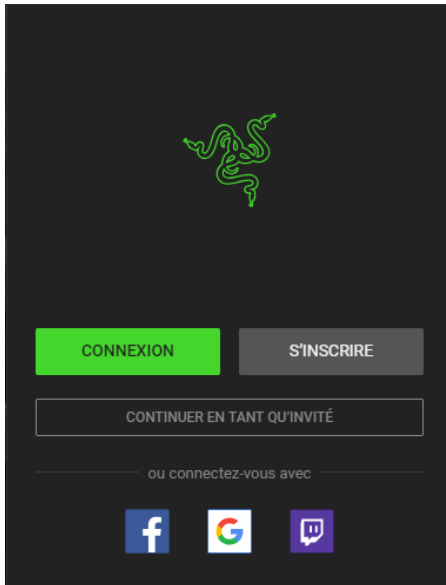 CONNEXION
S'INSCRIRE
CONTINUER EN TANT QU'INVITÉ
ou connectez-vous avec